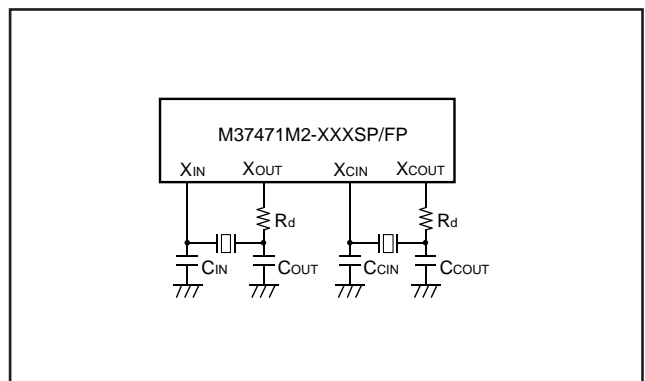 M37471M2-XXXSP/FP
XIN XOUT XCIN XCOUT
Rd Rd
CIN COUT CCIN CCOUT